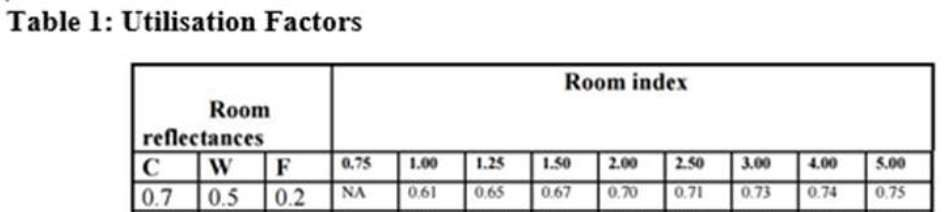 Table 1: Utilisation Factors
Room reflectances
Room index
C W F 0.75 1.00 1.25 1.50 2.00 2.50 3.00 4.00 5.00
0.7 0.5 0.2 NA 0.61 0.65 0.67 0.70 0.71 0.73 0.74 0.75